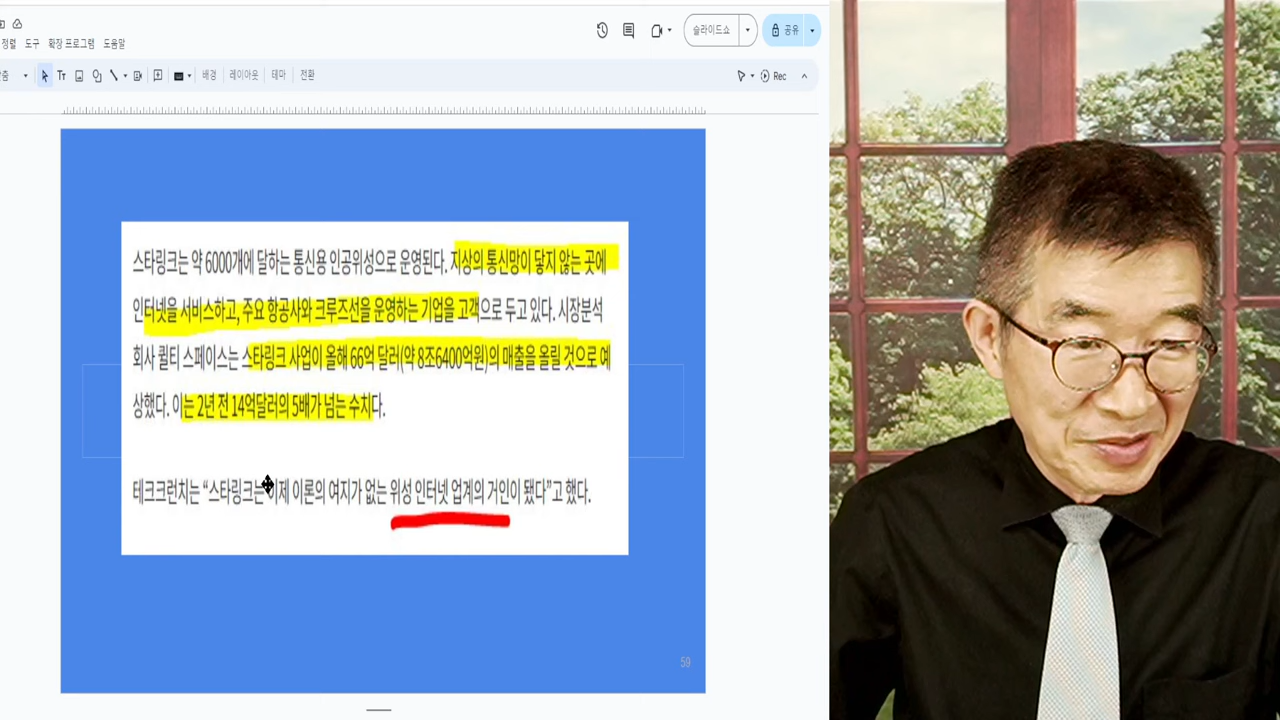 정렬 도구 확장 프로그램 도움말
슬라이드쇼
공유
배경 레이아웃 테마 전환
Rec
스타링크는 약 6000개에 달하는 통신용 인공위성으로 운영된다. 지상의 통신망이 닿지 않는 곳에
인터넷을 서비스하고, 주요 항공사와 크루즈선을 운영하는 기업을 고객으로 두고 있다. 시장분석
회사 퀼티 스페이스는 스타링크 사업이 올해 66억 달러(약 8조6400억원)의 매출을 올릴 것으로 예
상했다. 이는 2년 전 14억달러의 5배가 넘는 수치다.
테크크런치는 “스타링크는 이제 이론의 여지가 없는 위성 인터넷 업계의 거인이 됐다”고 했다.
59